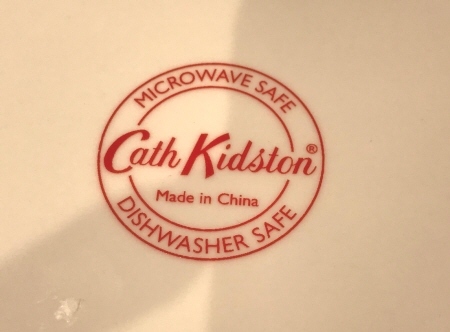 MICROWAVE SAFE
Cath Kidston®
Made in China
DISHWASHER SAFE